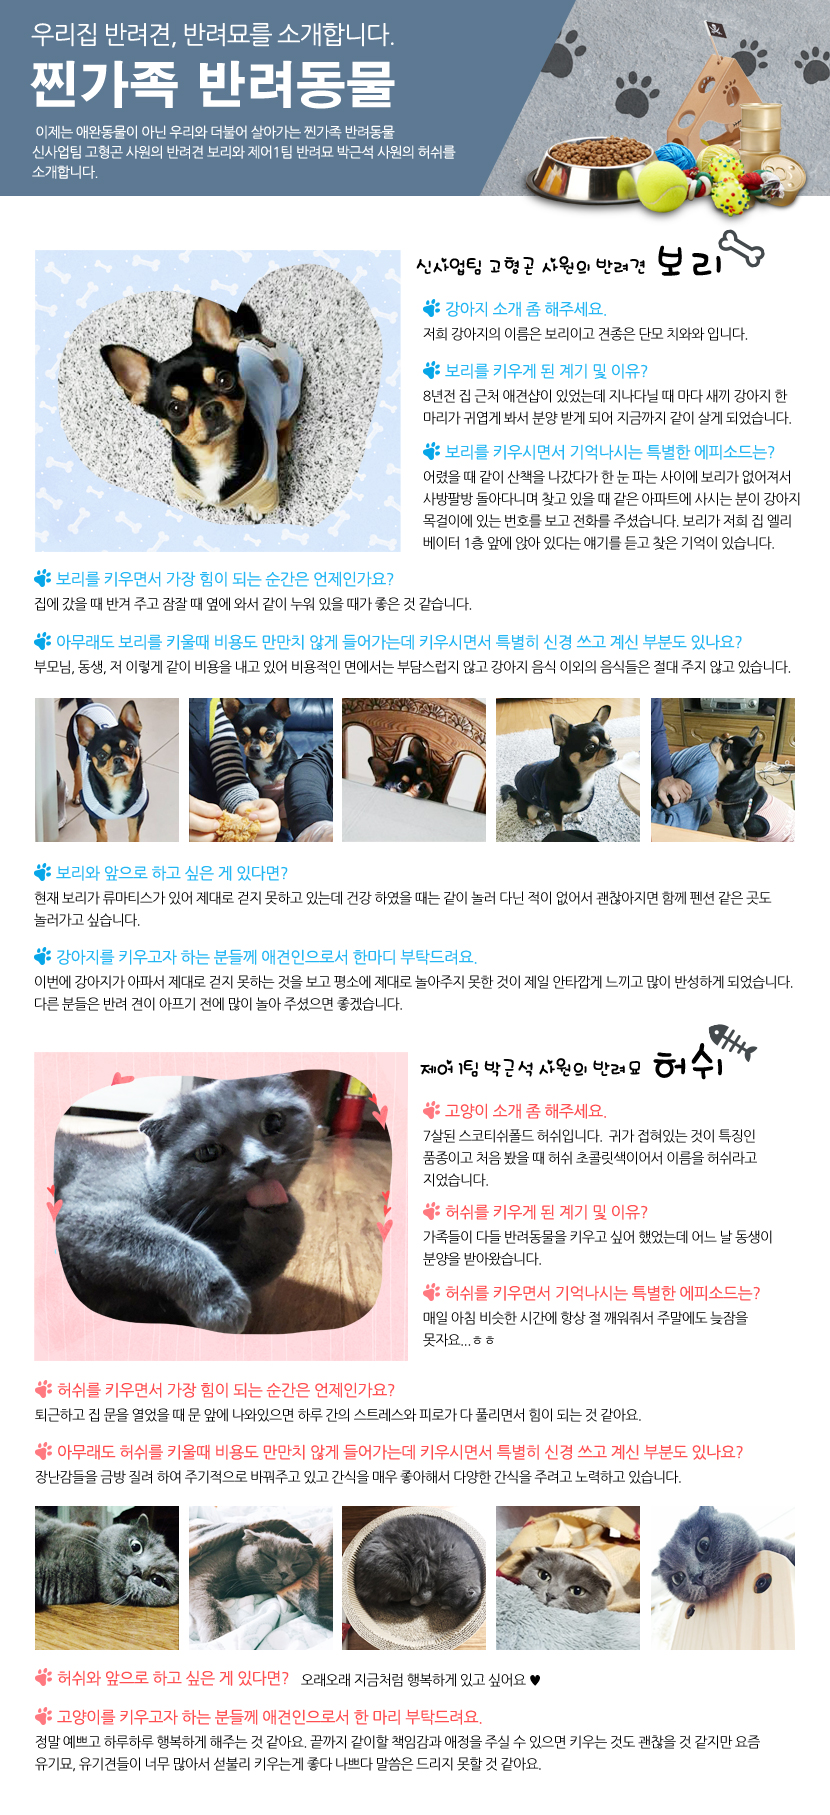 우리집 반려견, 반려묘를 소개합니다.
찐가족 반려동물
이제는 애완동물이 아닌 우리와 더불어 살아가는 찐가족 반려동물
신사업팀 고형곤 사원의 반려견 보리와 제어1팀 반려묘 박근석 사원의 허쉬를
소개합니다.
신사업팀 고형곤 사원의 반려견 보리
강아지 소개 좀 해주세요.
저희 강아지의 이름은 보리이고 견종은 단모 치와와 입니다.
보리를 키우게 된 계기 및 이유?
8년전 집 근처 애견샵이 있었는데 지나다닐 때 마다 새끼 강아지 한
마리가 귀엽게 봐서 분양 받게 되어 지금까지 같이 살게 되었습니다.
보리를 키우시면서 기억나시는 특별한 에피소드는?
어렸을 때 같이 산책을 나갔다가 한 눈 파는 사이에 보리가 없어져서
사방팔방 돌아다니며 찾고 있을 때 같은 아파트에 사시는 분이 강아지
목걸이에 있는 번호를 보고 전화를 주셨습니다. 보리가 저희 집 엘리
베이터 1층 앞에 앉아 있다는 얘기를 듣고 찾은 기억이 있습니다.
보리를 키우면서 가장 힘이 되는 순간은 언제인가요?
집에 갔을 때 반겨 주고 잠잘 때 옆에 와서 같이 누워 있을 때가 좋은 것 같습니다.
아무래도 보리를 키울때 비용도 만만치 않게 들어가는데 키우시면서 특별히 신경 쓰고 계신 부분도 있나요?
부모님, 동생, 저 이렇게 같이 비용을 내고 있어 비용적인 면에서는 부담스럽지 않고 강아지 음식 이외의 음식들은 절대 주지 않고 있습니다.
보리와 앞으로 하고 싶은 게 있다면?
현재 보리가 류마티스가 있어 제대로 걷지 못하고 있는데 건강 하였을 때는 같이 놀러 다닌 적이 없어서 괜찮아지면 함께 펜션 같은 곳도
놀러가고 싶습니다.
강아지를 키우고자 하는 분들께 애견인으로서 한마디 부탁드려요.
이번에 강아지가 아파서 제대로 걷지 못하는 것을 보고 평소에 제대로 놀아주지 못한 것이 제일 안타깝게 느끼고 많이 반성하게 되었습니다.
다른 분들은 반려 견이 아프기 전에 많이 놀아 주셨으면 좋겠습니다.
제어1팀 박근석 사원의 반려묘 허쉬
고양이 소개 좀 해주세요.
7살된 스코티쉬폴드 허쉬입니다. 귀가 접혀있는 것이 특징인
품종이고 처음 봤을 때 허쉬 초콜릿색이어서 이름을 허쉬라고
지었습니다.
허쉬를 키우게 된 계기 및 이유?
가족들이 다들 반려동물을 키우고 싶어 했었는데 어느 날 동생이
분양을 받아왔습니다.
허쉬를 키우면서 기억나시는 특별한 에피소드는?
매일 아침 비슷한 시간에 항상 절 깨워줘서 주말에도 늦잠을
못자요...ㅎㅎ
허쉬를 키우면서 가장 힘이 되는 순간은 언제인가요?
퇴근하고 집 문을 열었을 때 문 앞에 나와있으면 하루 간의 스트레스와 피로가 다 풀리면서 힘이 되는 것 같아요.
아무래도 허쉬를 키울때 비용도 만만치 않게 들어가는데 키우시면서 특별히 신경 쓰고 계신 부분도 있나요?
장난감들을 금방 질려 하여 주기적으로 바꿔주고 있고 간식을 매우 좋아해서 다양한 간식을 주려고 노력하고 있습니다.
허쉬와 앞으로 하고 싶은 게 있다면? 오래오래 지금처럼 행복하게 있고 싶어요 ♥
고양이를 키우고자 하는 분들께 애견인으로서 한 마리 부탁드려요.
정말 예쁘고 하루하루 행복하게 해주는 것 같아요. 끝까지 같이할 책임감과 애정을 주실 수 있으면 키우는 것도 괜찮을 것 같지만 요즘
유기묘, 유기견들이 너무 많아서 섣불리 키우는게 좋다 나쁘다 말씀은 드리지 못할 것 같아요.